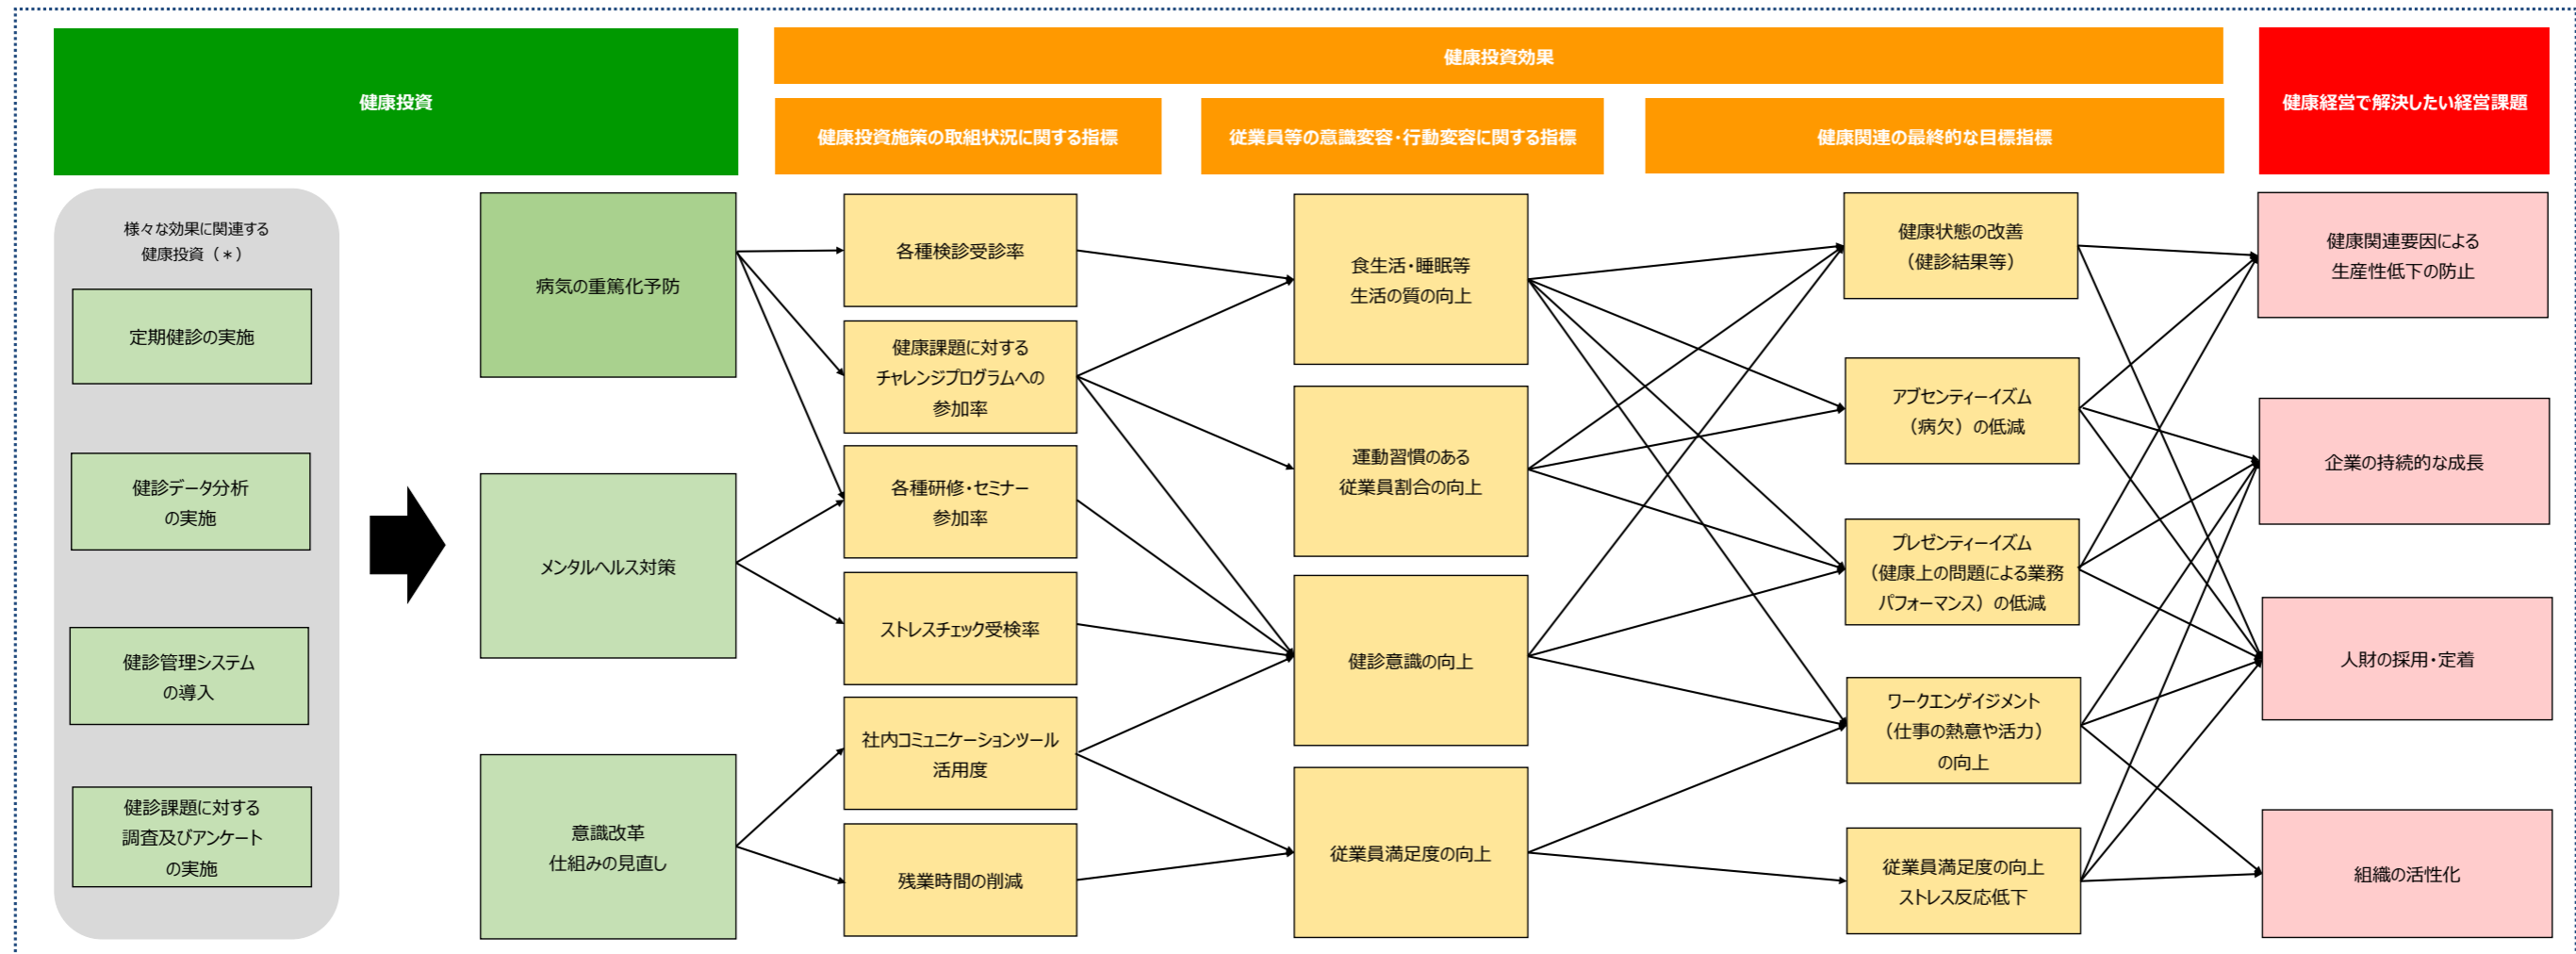 健康投資
健康投資効果
健康経営で解決したい経営課題
健康投資施策の取組状況に関する指標
従業員等の意識変容・行動変容に関する指標
健康関連の最終的な目標指標
様々な効果に関連する
健康投資（＊）
定期健診の実施
健診データ分析
の実施
健診管理システム
の導入
健診課題に対する
調査及びアンケート
の実施
病気の重篤化予防
メンタルヘルス対策
意識改革
仕組みの見直し
各種検診受診率
健康課題に対する
チャレンジプログラムへの
参加率
各種研修・セミナー
参加率
ストレスチェック受検率
社内コミュニケーションツール
活用度
残業時間の削減
食生活・睡眠等
生活の質の向上
運動習慣のある
従業員割合の向上
健診意識の向上
従業員満足度の向上
健康状態の改善
（健診結果等）
アブセンティーイズム
（病欠）の低減
プレゼンティーイズム
（健康上の問題による業務
パフォーマンス）の低減
ワークエンゲイジメント
（仕事の熱意や活力）
の向上
従業員満足度の向上
ストレス反応低下
健康関連要因による
生産性低下の防止
企業の持続的な成長
人財の採用・定着
組織の活性化